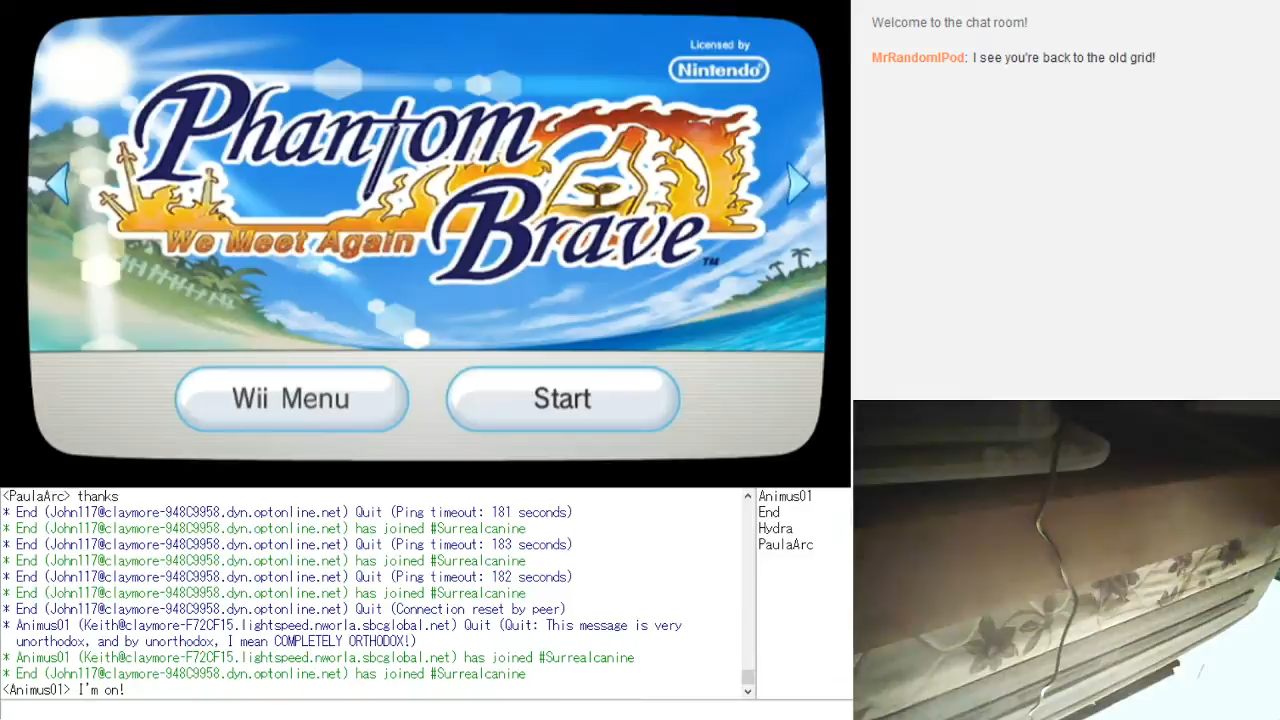 Licensed by
Nintendo®
Phantom
Brave
We Meet Again
TM
Wii Menu
Start
Welcome to the chat room!
MrRandomIPod: I see you're back to the old grid!
<PaulaArc> thanks
* End (John117@claymore-948C9958.dyn.optonline.net) Quit (Ping timeout: 181 seconds)
* End (John117@claymore-948C9958.dyn.optonline.net) has joined #Surrealcanine
* End (John117@claymore-948C9958.dyn.optonline.net) Quit (Ping timeout: 183 seconds)
* End (John117@claymore-948C9958.dyn.optonline.net) has joined #Surrealcanine
* End (John117@claymore-948C9958.dyn.optonline.net) Quit (Ping timeout: 182 seconds)
* End (John117@claymore-948C9958.dyn.optonline.net) has joined #Surrealcanine
* End (John117@claymore-948C9958.dyn.optonline.net) Quit (Connection reset by peer)
* Animus01 (Keith@claymore-F72CF15.lightspeed.nworla.sbcglobal.net) Quit (Quit: This message is very
unorthodox, and by unorthodox, I mean COMPLETELY ORTHODOX!)
* Animus01 (Keith@claymore-F72CF15.lightspeed.nworla.sbcglobal.net) has joined #Surrealcanine
* End (John117@claymore-948C9958.dyn.optonline.net) has joined #Surrealcanine
<Animus01> I'm on!
Animus01
End
Hydra
PaulaArc